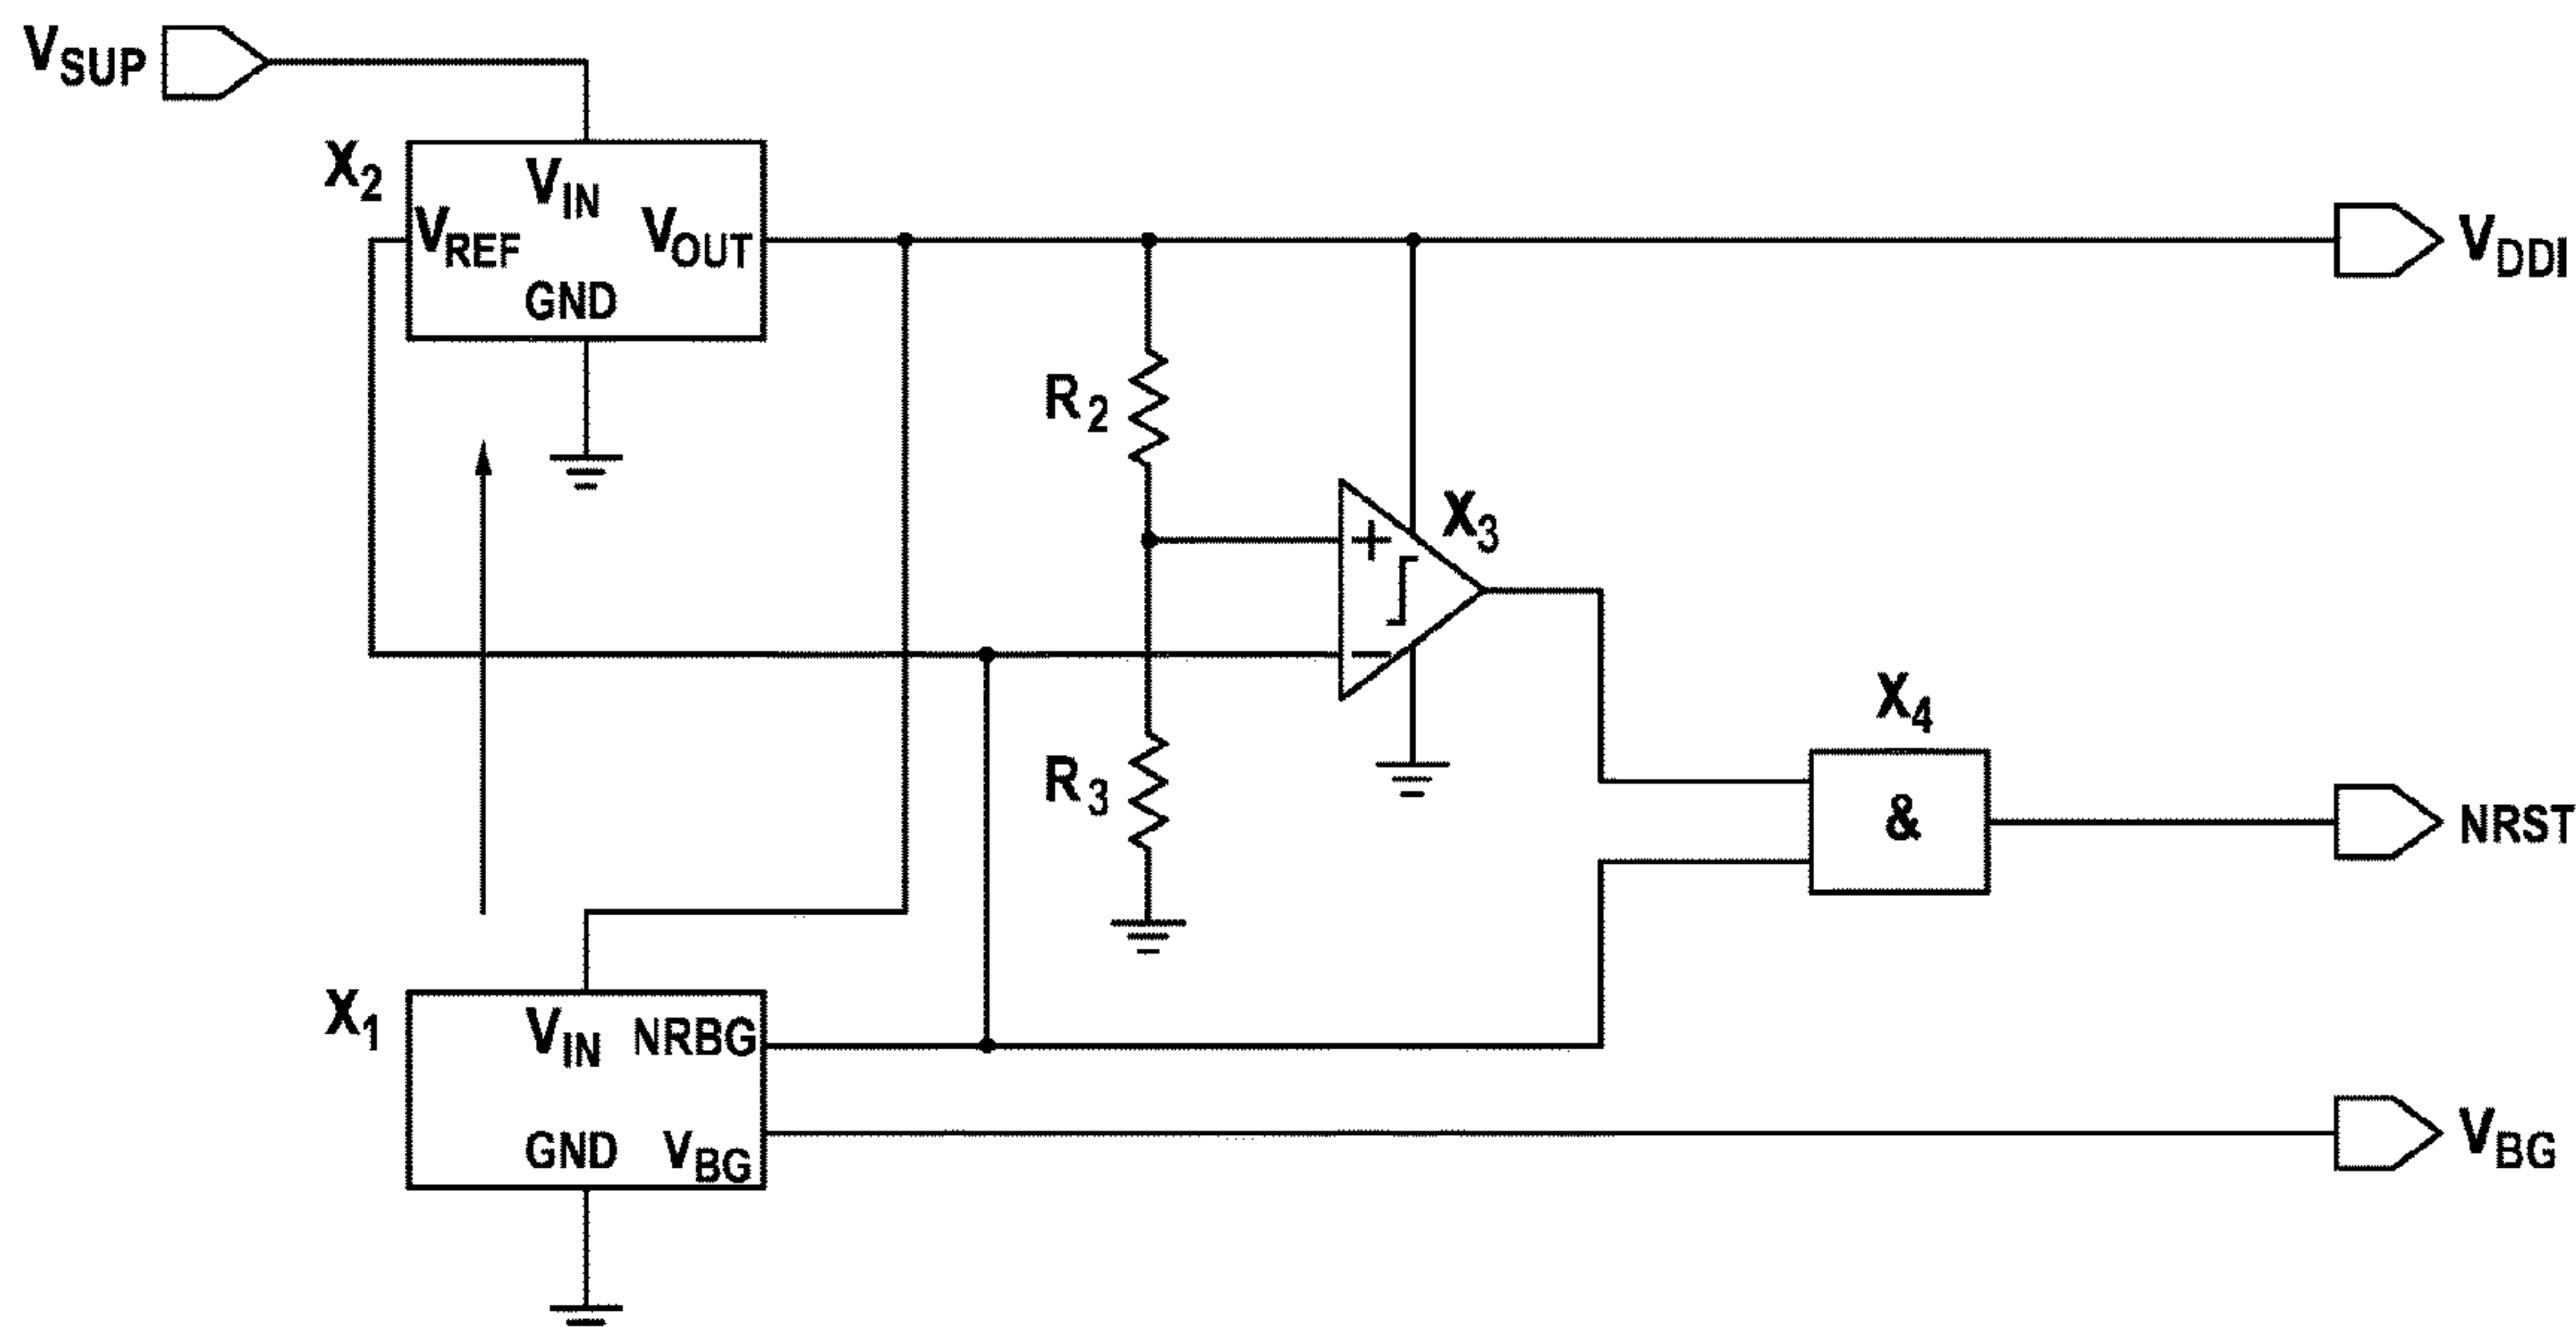 VSUP
X2
VIN
VREF
VOUT
GND
VDDI
R2
X3
+
−
R3
X4
&
NRST
X1
VIN
NRBG
GND
VBG
VBG